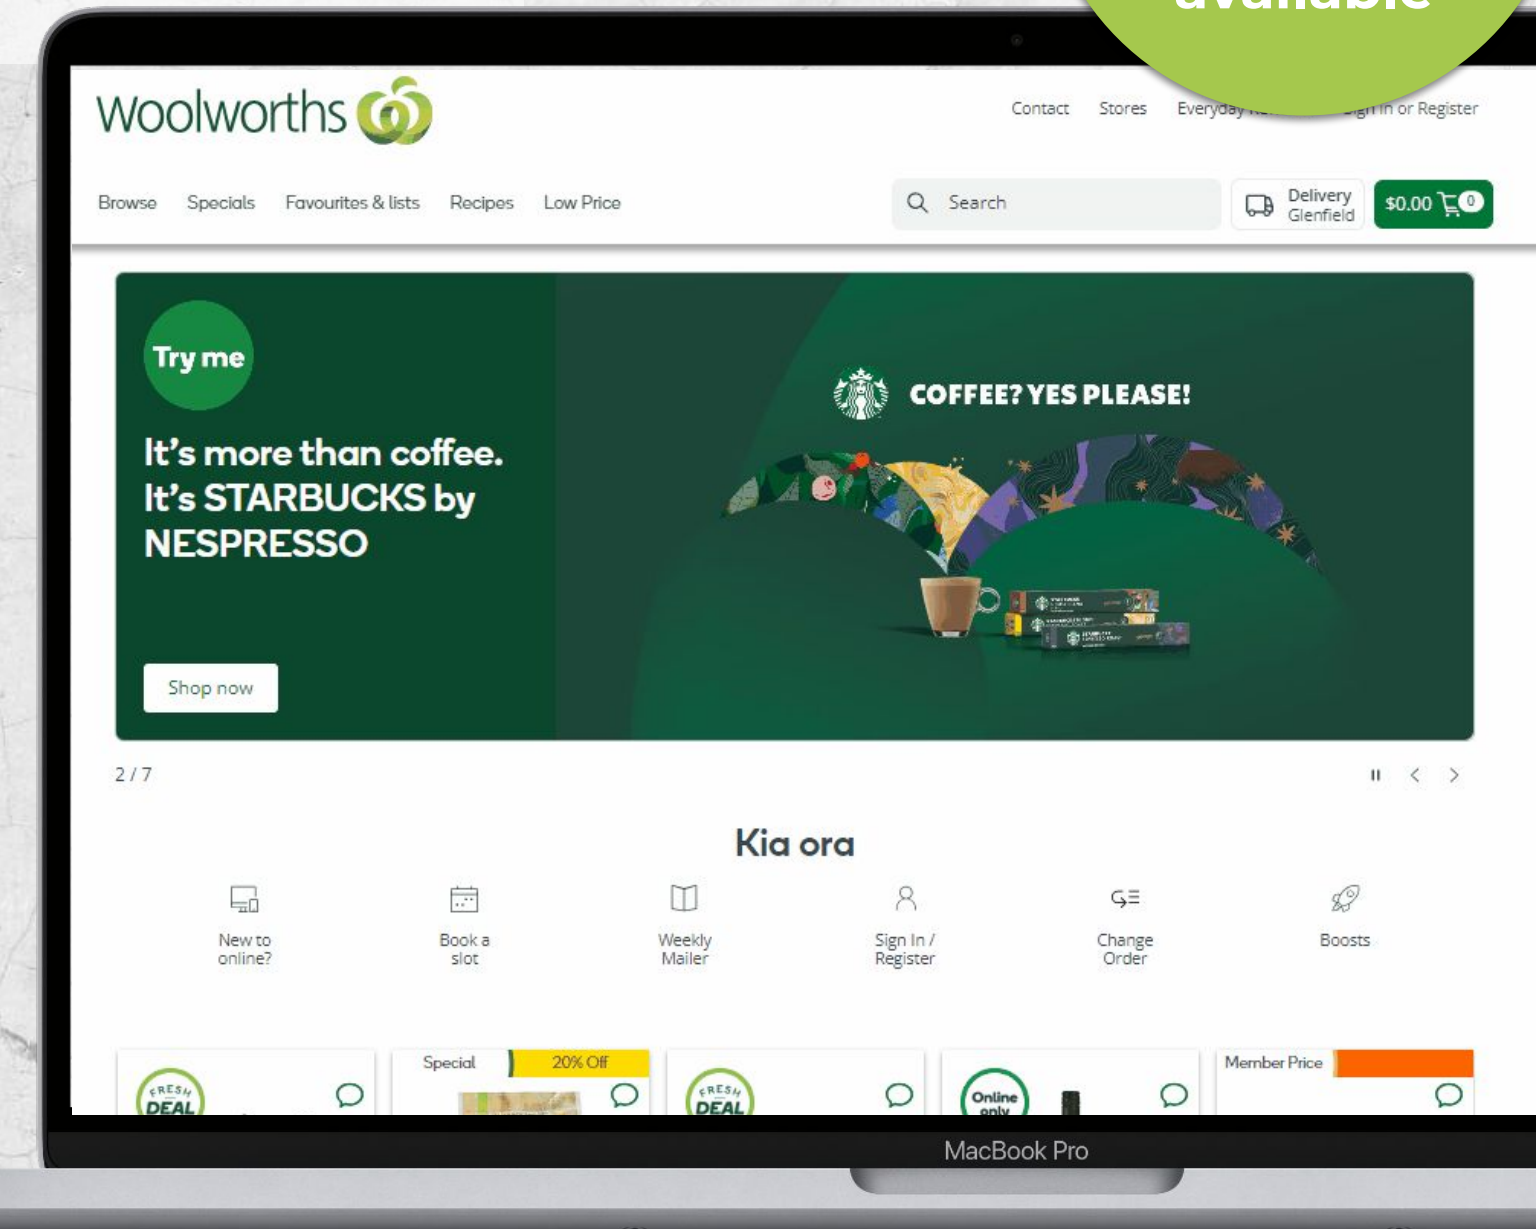 available
Woolworths
Contact Stores Everyday Sign in or Register
Browse Specials Favourites & lists Recipes Low Price
Search
Delivery
Glenfield
$0.00 0
Try me
It's more than coffee.
It's STARBUCKS by
NESPRESSO
COFFEE? YES PLEASE!
Shop now
2 / 7
Kia ora
New to
online?
Book a
slot
Weekly
Mailer
Sign In /
Register
Change
Order
Boosts
FRESH
DEAL
Special 20% Off
FRESH
DEAL
Online
only
Member Price
MacBook Pro